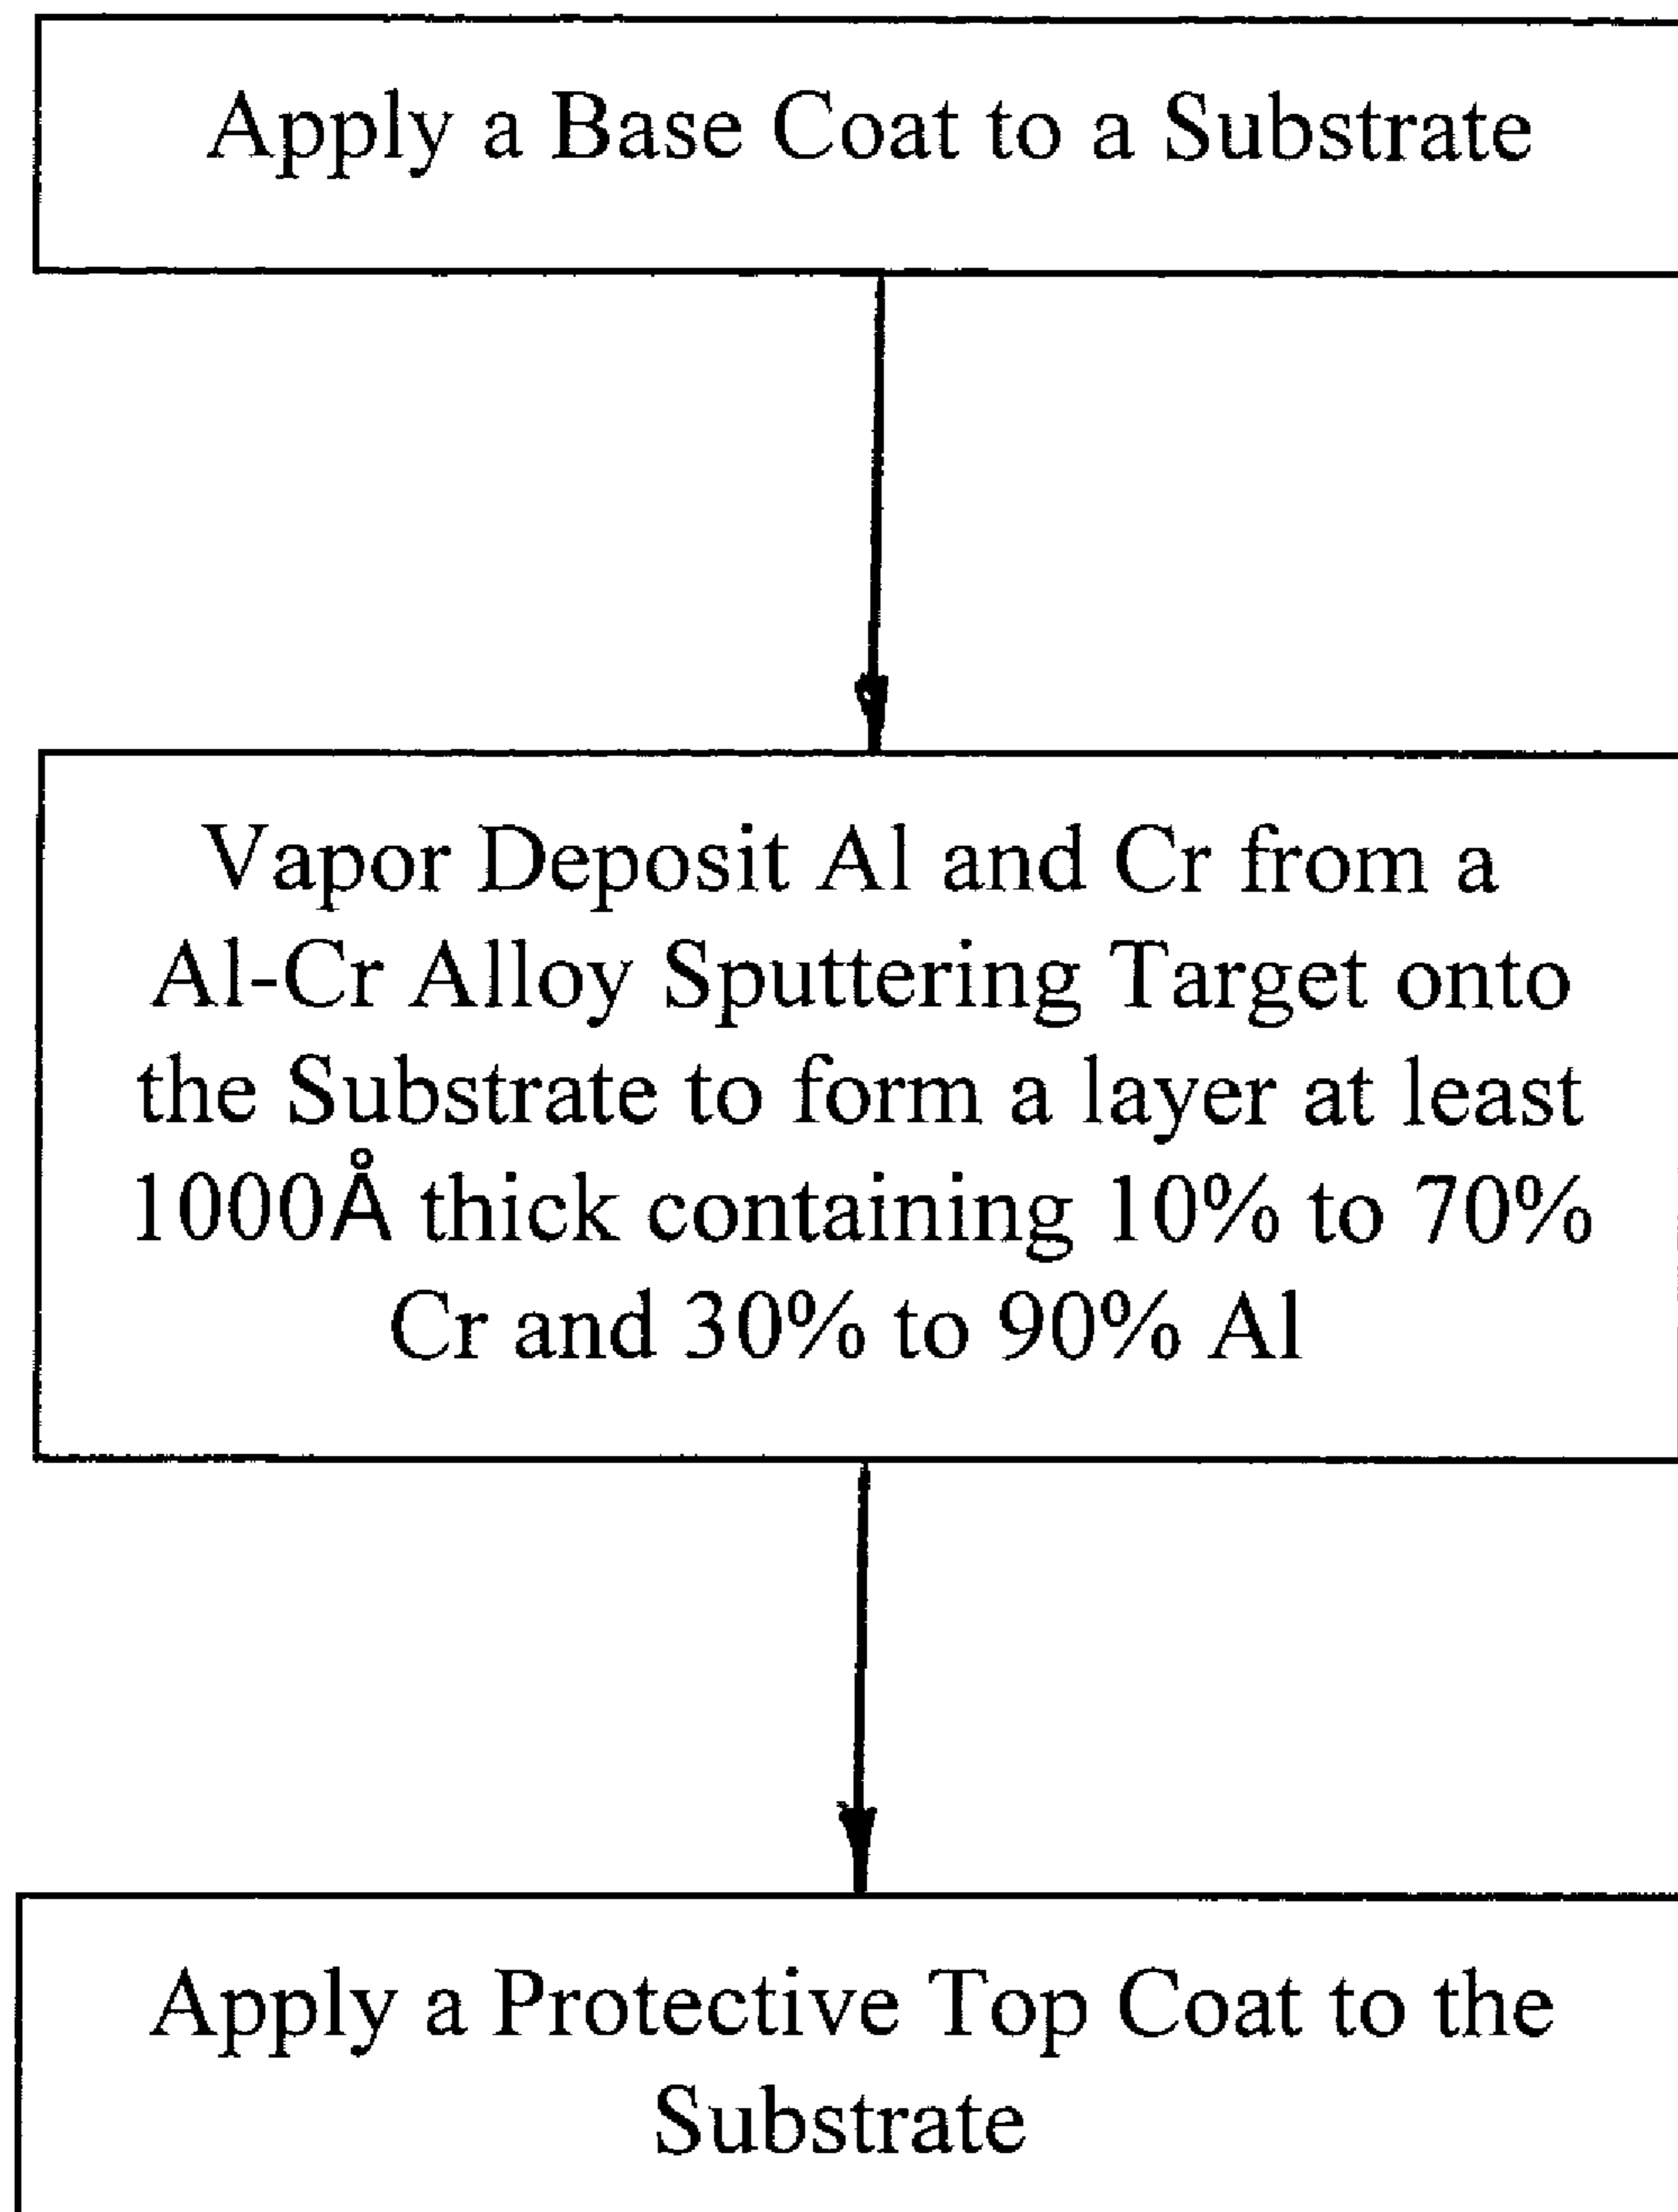 Apply a Base Coat to a Substrate
Vapor Deposit Al and Cr from a
Al-Cr Alloy Sputtering Target onto
the Substrate to form a layer at least
1000Å thick containing 10% to 70%
Cr and 30% to 90% Al
Apply a Protective Top Coat to the
Substrate